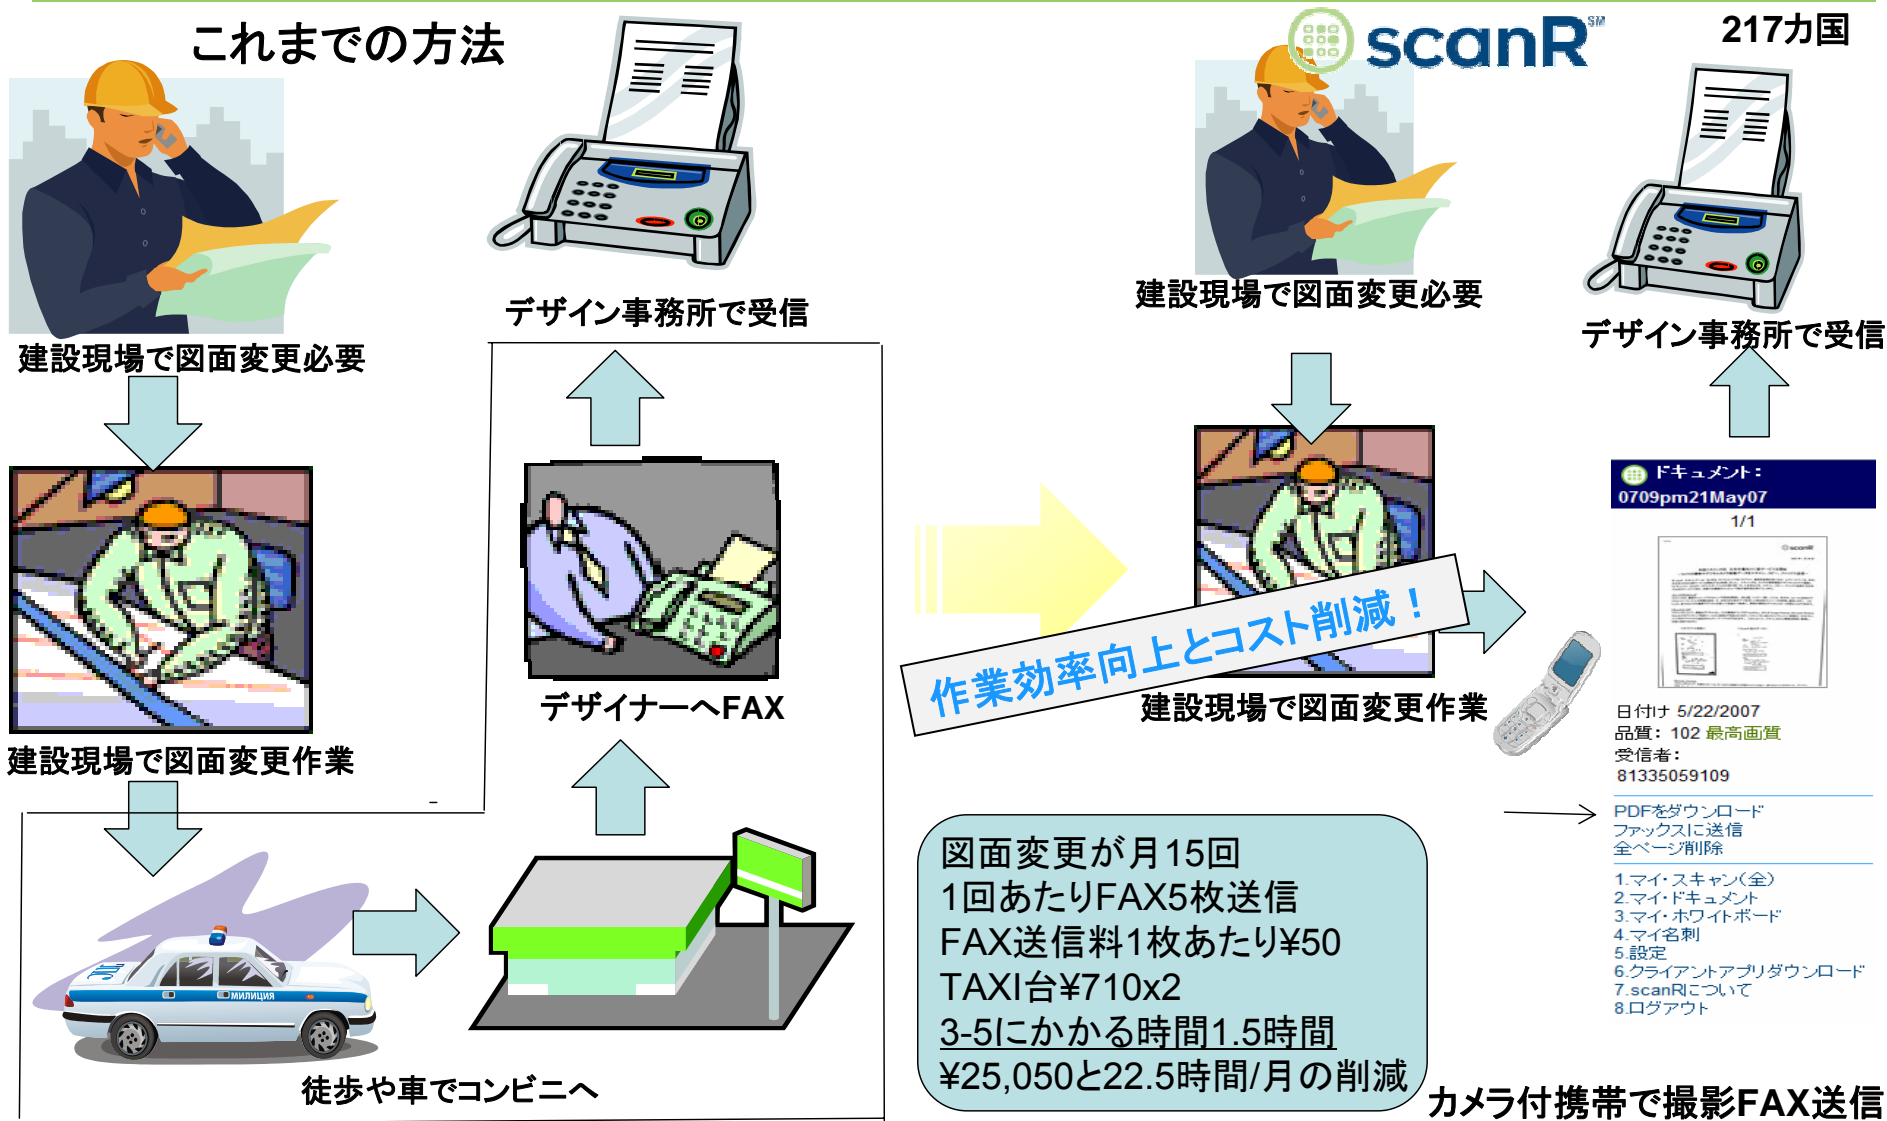 これまでの方法
建設現場で図面変更必要
デザイン事務所で受信
建設現場で図面変更作業
デザイナーへFAX
милиция
徒歩や車でコンビニへ
scanR SM
217カ国
建設現場で図面変更必要
デザイン事務所で受信
作業効率向上とコスト削減！
建設現場で図面変更作業
ドキュメント：
0709pm21May07
1/1
scanR
日付け 5/22/2007
品質： 102 最高画質
受信者：
81335059109
PDFをダウンロード
ファックスに送信
全ページ削除
1.マイ・スキャン(全)
2.マイ・ドキュメント
3.マイ・ホワイトボード
4.マイ名刺
5.設定
6.クライアントアプリダウンロード
7.scanRについて
8.ログアウト
図面変更が月15回
1回あたりFAX5枚送信
FAX送信料1枚あたり¥50
TAXI台¥710x2
3-5にかかる時間1.5時間
¥25,050と22.5時間/月の削減
カメラ付携帯で撮影FAX送信